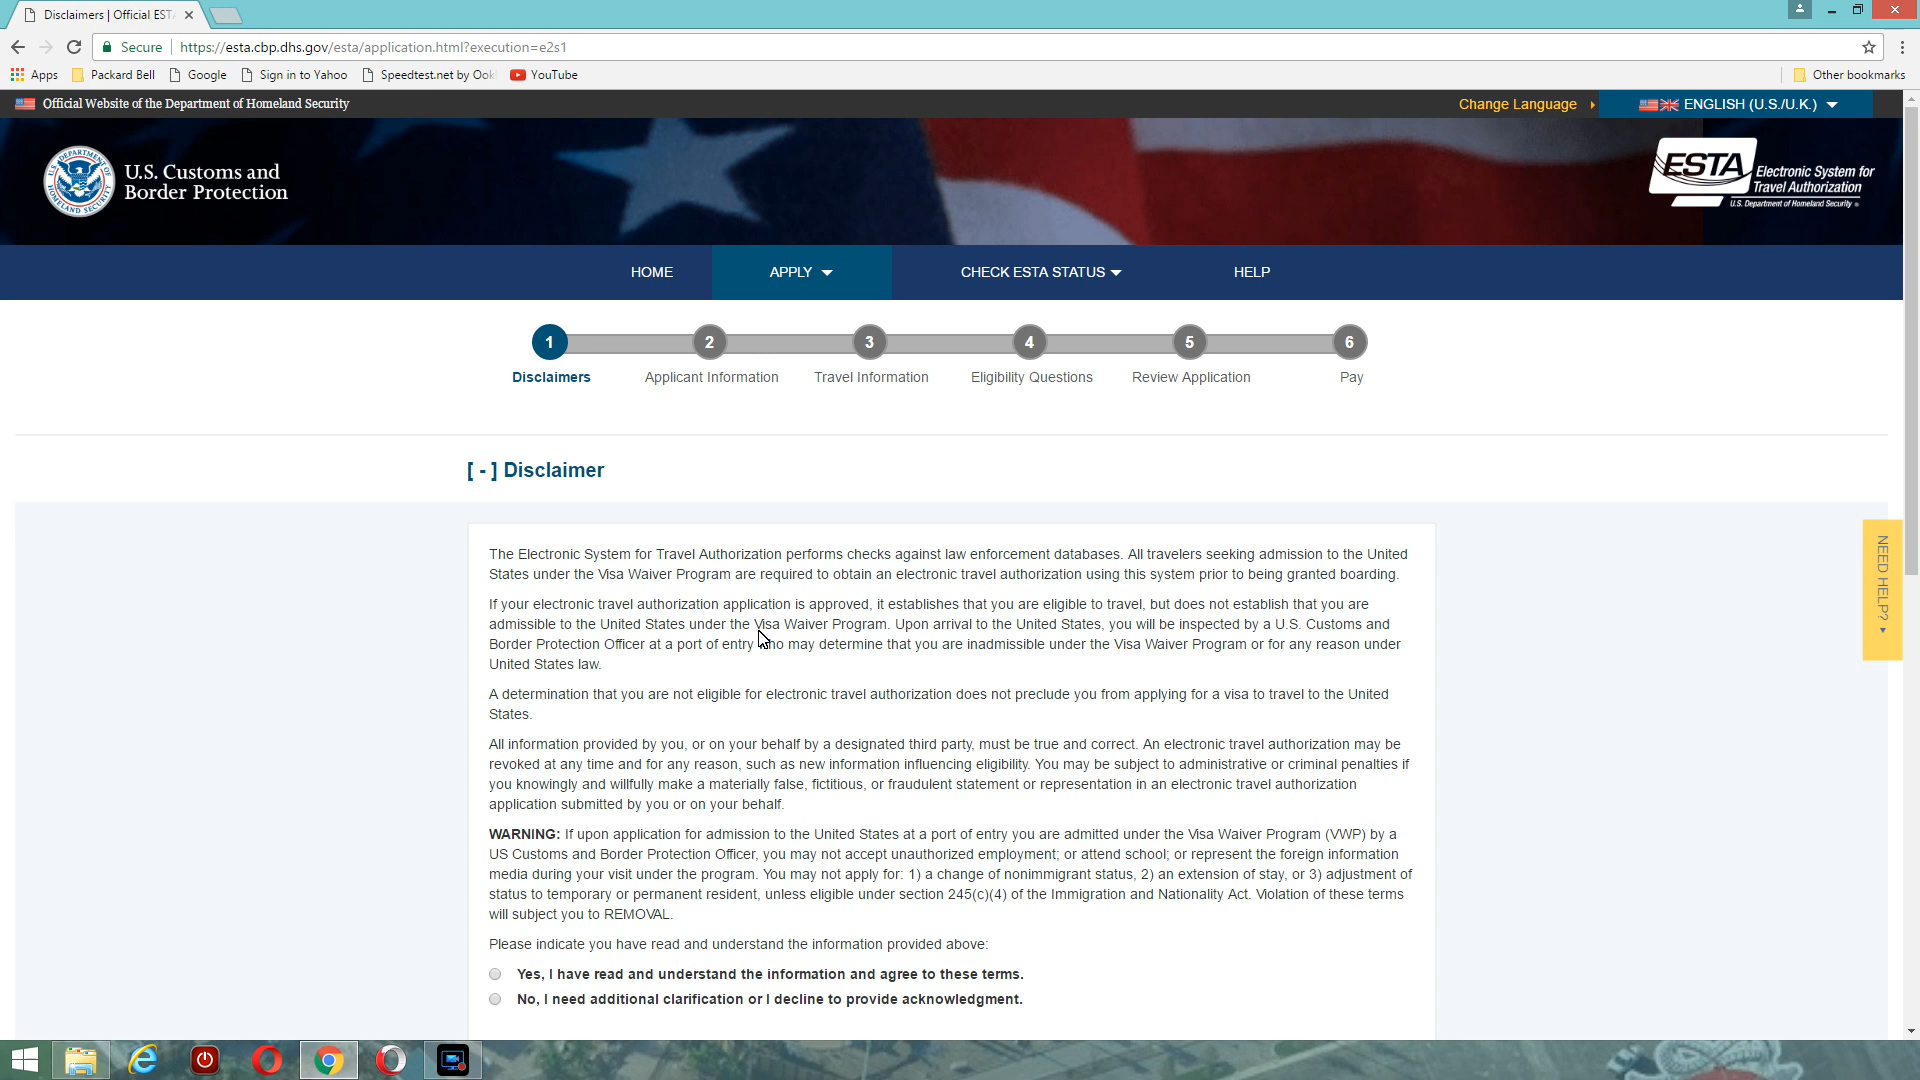 Disclaimers | Official EST
Secure https://esta.cbp.dhs.gov/esta/application.html?execution=e2s1
Apps Packard Bell Google Sign in to Yahoo Speedtest.net by Ook YouTube Other bookmarks
Official Website of the Department of Homeland Security Change Language ENGLISH (U.S./U.K.)
U.S. Customs and
Border Protection
ESTA Electronic System for
Travel Authorization
U.S. Department of Homeland Security
HOME APPLY CHECK ESTA STATUS HELP
1 2 3 4 5 6
Disclaimers Applicant Information Travel Information Eligibility Questions Review Application Pay
[ - ] Disclaimer
The Electronic System for Travel Authorization performs checks against law enforcement databases. All travelers seeking admission to the United
States under the Visa Waiver Program are required to obtain an electronic travel authorization using this system prior to being granted boarding.
If your electronic travel authorization application is approved, it establishes that you are eligible to travel, but does not establish that you are
admissible to the United States under the Visa Waiver Program. Upon arrival to the United States, you will be inspected by a U.S. Customs and
Border Protection Officer at a port of entry who may determine that you are inadmissible under the Visa Waiver Program or for any reason under
United States law.
A determination that you are not eligible for electronic travel authorization does not preclude you from applying for a visa to travel to the United
States.
All information provided by you, or on your behalf by a designated third party, must be true and correct. An electronic travel authorization may be
revoked at any time and for any reason, such as new information influencing eligibility. You may be subject to administrative or criminal penalties if
you knowingly and willfully make a materially false, fictitious, or fraudulent statement or representation in an electronic travel authorization
application submitted by you or on your behalf.
WARNING: If upon application for admission to the United States at a port of entry you are admitted under the Visa Waiver Program (VWP) by a
US Customs and Border Protection Officer, you may not accept unauthorized employment; or attend school; or represent the foreign information
media during your visit under the program. You may not apply for: 1) a change of nonimmigrant status, 2) an extension of stay, or 3) adjustment of
status to temporary or permanent resident, unless eligible under section 245(c)(4) of the Immigration and Nationality Act. Violation of these terms
will subject you to REMOVAL.
Please indicate you have read and understand the information provided above:
Yes, I have read and understand the information and agree to these terms.
No, I need additional clarification or I decline to provide acknowledgment.
NEED HELP?